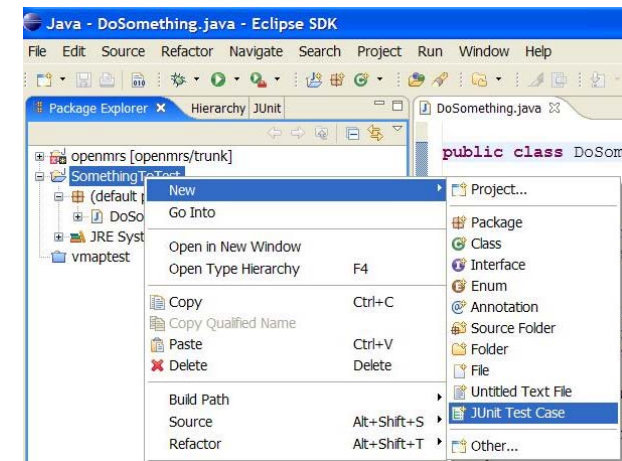 Java - DoSomething.java - Eclipse SDK
File Edit Source Refactor Navigate Search Project Run Window Help
Package Explorer Hierarchy JUnit
DoSomething.java
public class DoSom
openmrs [openmrs/trunk]
SomethingToTest
(default p
DoSo
JRE Syst
vmaptest
New
Go Into
Open in New Window
Open Type Hierarchy F4
Copy Ctrl+C
Copy Qualified Name
Paste Ctrl+V
Delete Delete
Build Path
Source Alt+Shift+S
Refactor Alt+Shift+T
Project...
Package
Class
Interface
Enum
Annotation
Source Folder
Folder
File
Untitled Text File
JUnit Test Case
Other...